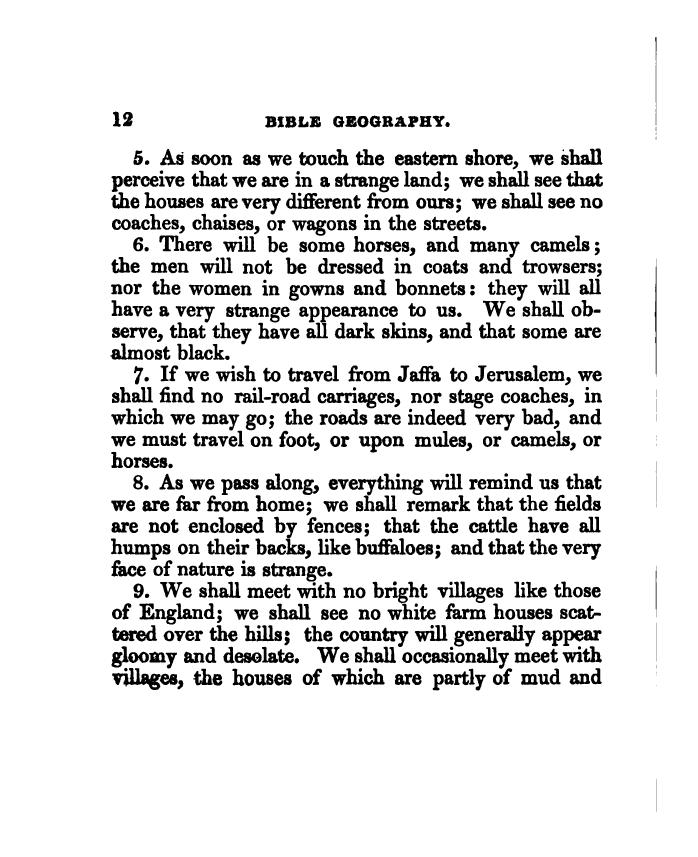 12 BIBLE GEOGRAPHY.
5. As soon as we touch the eastern shore, we shall
perceive that we are in a strange land; we shall see that
the houses are very different from ours; we shall see no
coaches, chaises, or wagons in the streets.
6. There will be some horses, and many camels;
the men will not be dressed in coats and trowsers;
nor the women in gowns and bonnets: they will all
have a very strange appearance to us. We shall ob-
serve, that they have all dark skins, and that some are
almost black.
7. If we wish to travel from Jaffa to Jerusalem, we
shall find no rail-road carriages, nor stage coaches, in
which we may go; the roads are indeed very bad, and
we must travel on foot, or upon mules, or camels, or
horses.
8. As we pass along, everything will remind us that
we are far from home; we shall remark that the fields
are not enclosed by fences; that the cattle have all
humps on their backs, like buffaloes; and that the very
face of nature is strange.
9. We shall meet with no bright villages like those
of England; we shall see no white farm houses scat-
tered over the hills; the country will generally appear
gloomy and desolate. We shall occasionally meet with
villages, the houses of which are partly of mud and